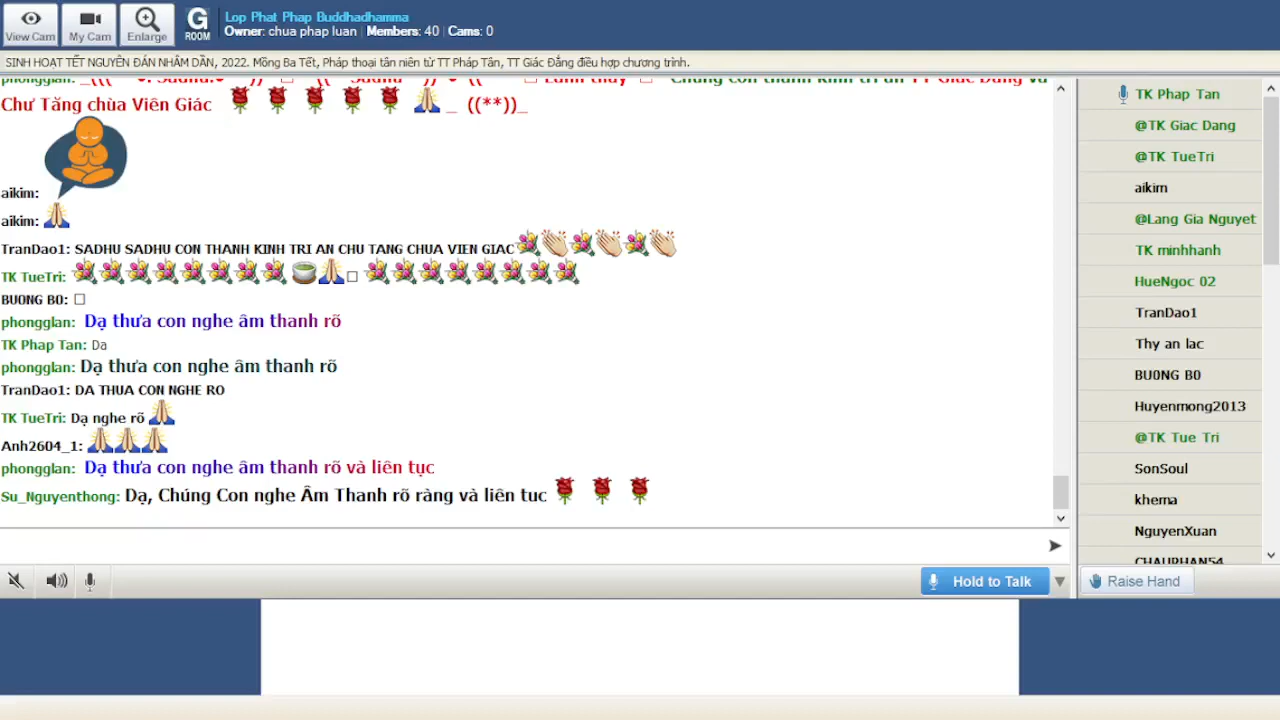 View Cam
My Cam
Enlarge
G ROOM
Lop Phat Phap Buddhadhamma
Owner: chua phap luan | Members: 40 | Cams: 0
SINH HOẠT TẾT NGUYÊN ĐÁN NHÂM DẦN, 2022. Mồng Ba Tết, Pháp thoại tân niên từ TT Pháp Tân, TT Giác Đẳng điều hợp chương trình.
Chư Tăng chùa Viên Giác _ ((**))_
aikim:
aikim:
TranDao1: SADHU SADHU CON THANH KINH TRI AN CHU TANG CHUA VIEN GIAC
TK TueTri:
BU0NG B0:
phongglan: Dạ thưa con nghe âm thanh rõ
TK Phap Tan: Da
phongglan: Dạ thưa con nghe âm thanh rõ
TranDao1: DA THUA CON NGHE RO
TK TueTri: Dạ nghe rõ
Anh2604_1:
phongglan: Dạ thưa con nghe âm thanh rõ và liên tục
Su_Nguyenthong: Dạ, Chúng Con nghe Âm Thanh rõ ràng và liên tuc
Hold to Talk
TK Phap Tan
@TK Giac Dang
@TK TueTri
aikim
@Lang Gia Nguyet
TK minhhanh
HueNgoc 02
TranDao1
Thy an lac
BU0NG B0
Huyenmong2013
@TK Tue Tri
SonSoul
khema
NguyenXuan
CHAUPHAN54
Raise Hand